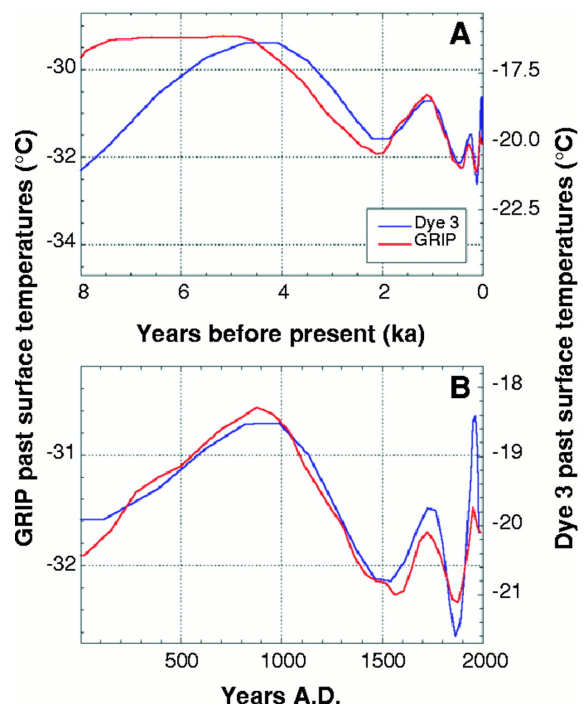 A
-30
-32
-34
-17.5
-20.0
-22.5
Dye 3
GRIP
8
6
4
2
0
Years before present (ka)
GRIP past surface temperatures (°C)
Dye 3 past surface temperatures (°C)
B
-31
-32
-18
-19
-20
-21
500
1000
1500
2000
Years A.D.